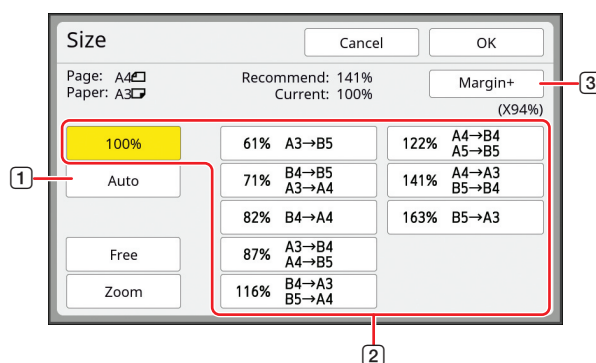 Size
Cancel
OK
Page: A4
Paper: A3
Recommend: 141%
Current: 100%
Margin+
(X94%)
100%
Auto
Free
Zoom
61% A3→B5
71% B4→B5
A3→A4
82% B4→A4
87% A3→B4
A4→B5
116% B4→A3
B5→A4
122% A4→B4
A5→B5
141% A4→A3
B5→B4
163% B5→A3
1
2
3